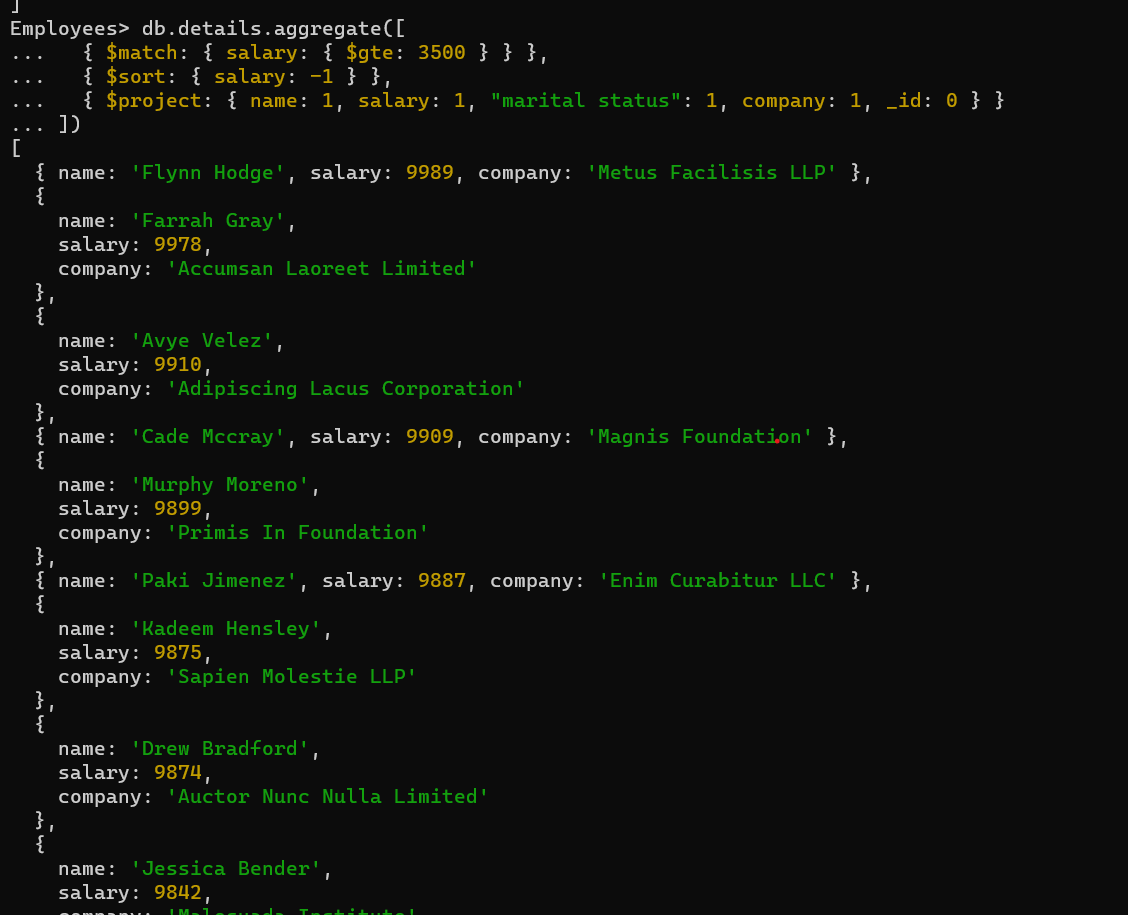 ]
Employees> db.details.aggregate([
...   { $match: { salary: { $gte: 3500 } } },
...   { $sort: { salary: -1 } },
...   { $project: { name: 1, salary: 1, "marital status": 1, company: 1, _id: 0 } }
... ])
[
  { name: 'Flynn Hodge', salary: 9989, company: 'Metus Facilisis LLP' },
  {
    name: 'Farrah Gray',
    salary: 9978,
    company: 'Accumsan Laoreet Limited'
  },
  {
    name: 'Avye Velez',
    salary: 9910,
    company: 'Adipiscing Lacus Corporation'
  },
  { name: 'Cade Mccray', salary: 9909, company: 'Magnis Foundation' },
  {
    name: 'Murphy Moreno',
    salary: 9899,
    company: 'Primis In Foundation'
  },
  { name: 'Paki Jimenez', salary: 9887, company: 'Enim Curabitur LLC' },
  {
    name: 'Kadeem Hensley',
    salary: 9875,
    company: 'Sapien Molestie LLP'
  },
  {
    name: 'Drew Bradford',
    salary: 9874,
    company: 'Auctor Nunc Nulla Limited'
  },
  {
    name: 'Jessica Bender',
    salary: 9842,
    company: 'Malesuada Institute'